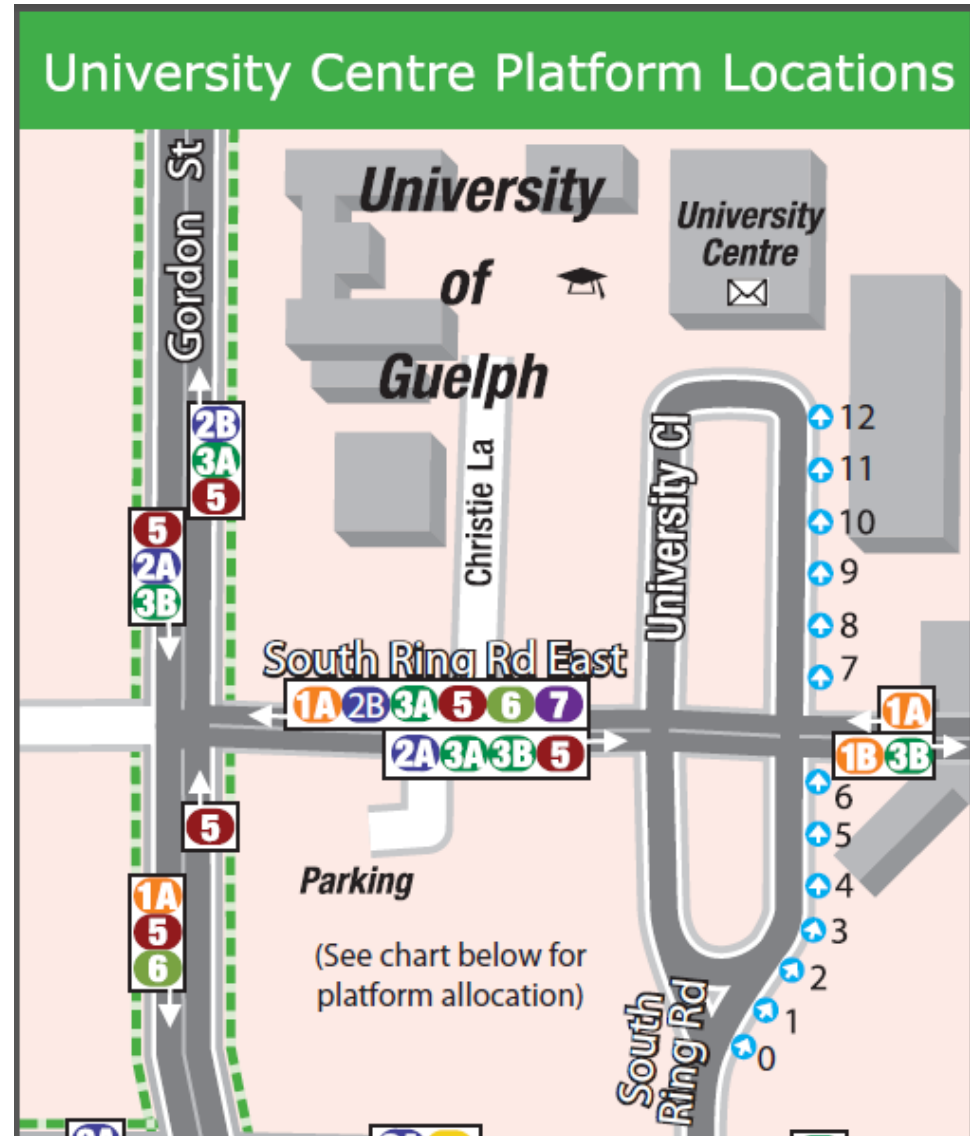 University Centre Platform Locations
Gordon St
University
of
Guelph
University
Centre
2B
3A
5
5
2A
3B
Christie La
University Cl
12
11
10
9
8
7
South Ring Rd East
1A 2B 3A 5 6 7
1A
2A 3A 3B 5
1B 3B
6
5
5
4
3
2
1
0
1A
5
6
Parking
(See chart below for
platform allocation)
South
Ring Rd